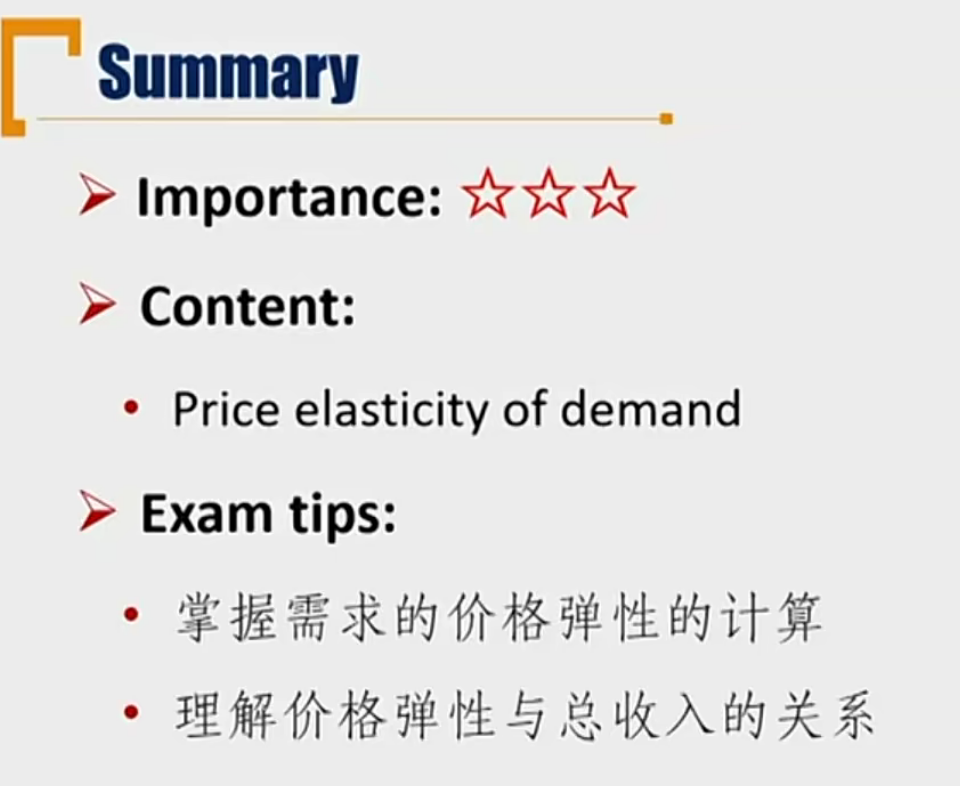 Summary
Importance: ☆☆☆
Content:
Price elasticity of demand
Exam tips:
掌握需求的价格弹性的计算
理解价格弹性与总收入的关系